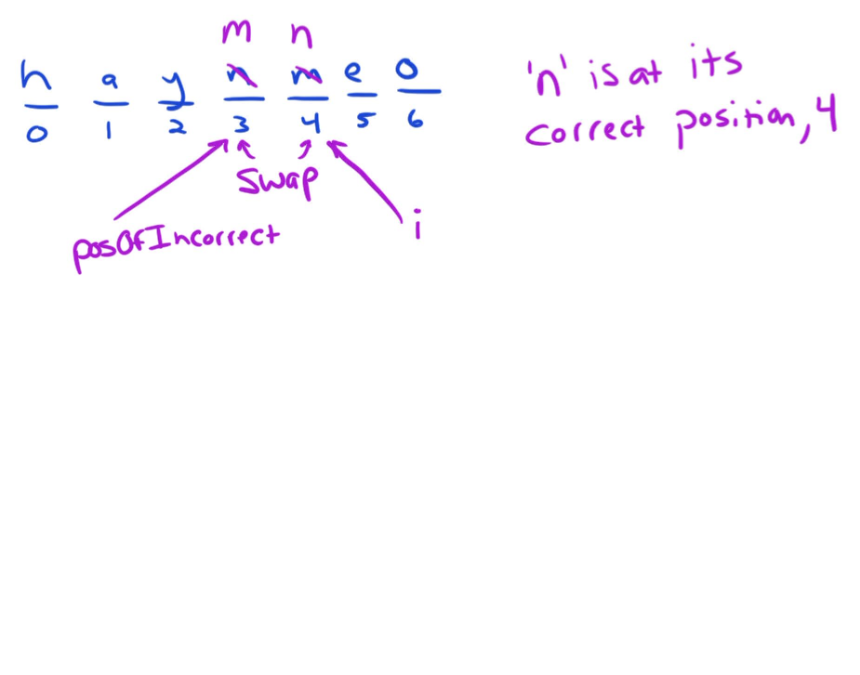 m n
h a y n m e o
0 1 2 3 4 5 6
swap
posOfIncorrect
i
'n' is at its
correct position, 4